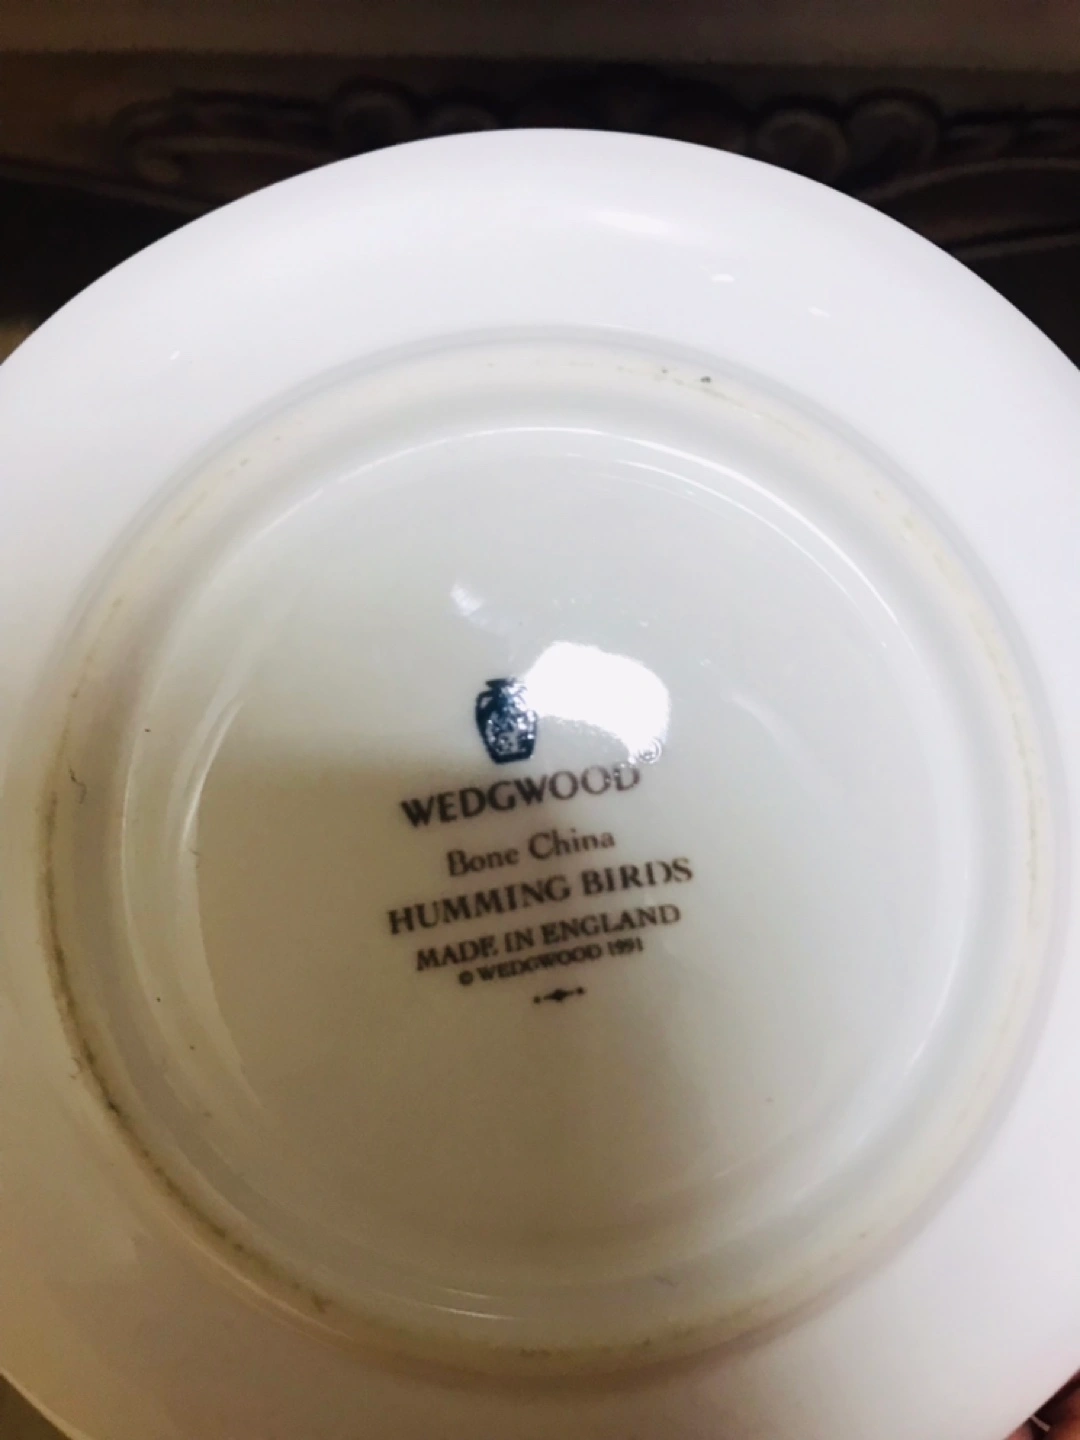 WEDGWOOD®
Bone China
HUMMING BIRDS
MADE IN ENGLAND
© WEDGWOOD 1991